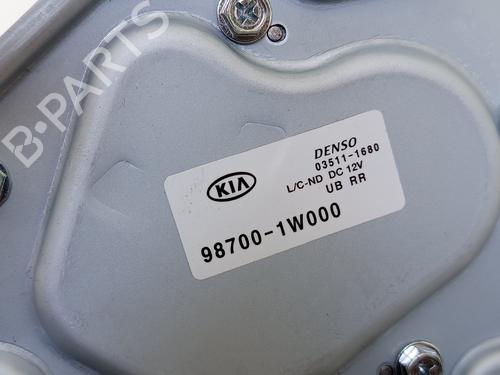 B-PARTS
DENSO
03511-1680
L/C-ND DC 12V
UB RR
KIA
98700-1W000